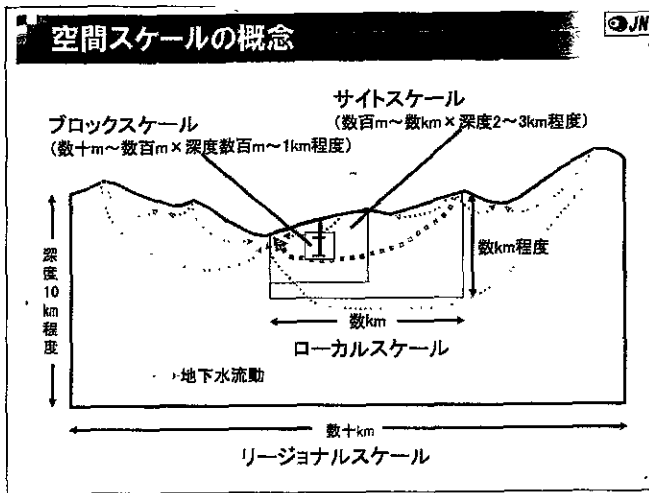 空間スケールの概念
JN
サイトスケール
(数百m～数km×深度2～3km程度)
ブロックスケール
(数十m～数百m×深度数百m～1km程度)
深度10km程度
数km程度
数km
ローカルスケール
地下水流動
数十km
リージョナルスケール